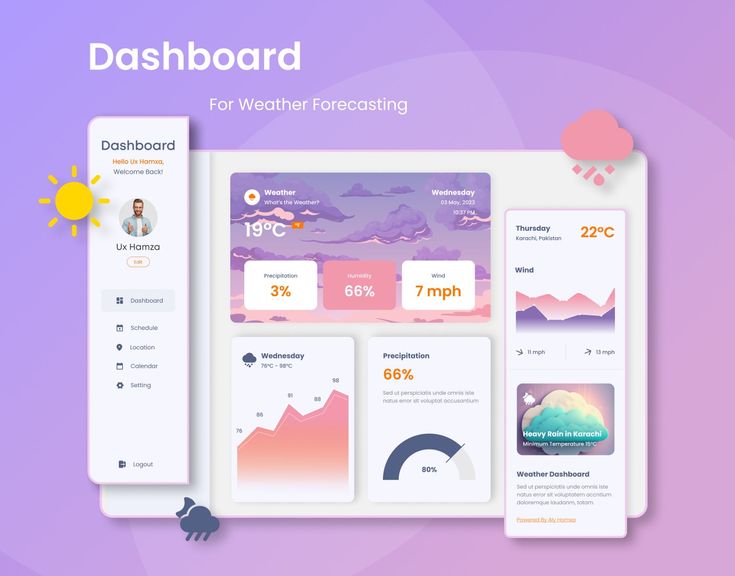 Dashboard
For Weather Forecasting
Dashboard
Hello Ux Hamxa,
Welcome Back!
Ux Hamza
Edit
Dashboard
Schedule
Location
Calendar
Setting
Logout
Weather
What's the Weather?
Wednesday
03 May, 2023
10:37 PM
19°C
°F
Precipitation
3%
Humidity
66%
Wind
7 mph
Wednesday
76°C - 98°C
76
86
91
88
98
Precipitation
66%
Sed ut perspiciatis unde omnis iste
natus error sit voluptat accusantium
80%
Thursday
Karachi, Pakistan
22°C
Wind
11 mph
13 mph
Heavy Rain in Karachi
Minimum Temperature 15°C
Weather Dashboard
Sed ut perspiciatis unde omnis iste
natus error sit voluptatem accntium
doloremque laudantm, totam.
Powered By Aly Hamxa